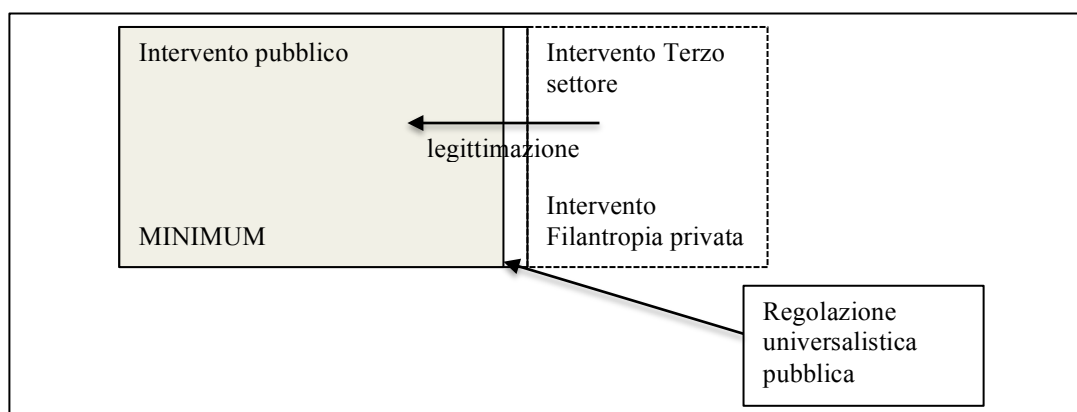 Intervento pubblico
MINIMUM
legittimazione
Intervento Terzo
settore
Intervento
Filantropia privata
Regolazione
universalistica
pubblica